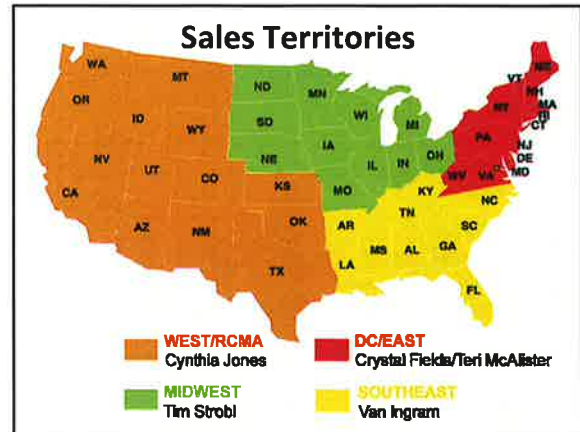 Sales Territories
WA
MT
ND
MN
VT
ME
OR
ID
SD
WI
MI
NY
NH
MA
RI
CT
WY
IA
PA
NJ
NV
NE
IL
IN
OH
DE
MD
UT
CO
WV
VA
CA
KS
MO
KY
NC
AZ
NM
OK
AR
TN
SC
TX
LA
MS
AL
GA
FL
WEST/RCMA
Cynthia Jones
DC/EAST
Crystal Fields/Teri McAlister
MIDWEST
Tim Strobl
SOUTHEAST
Van Ingram